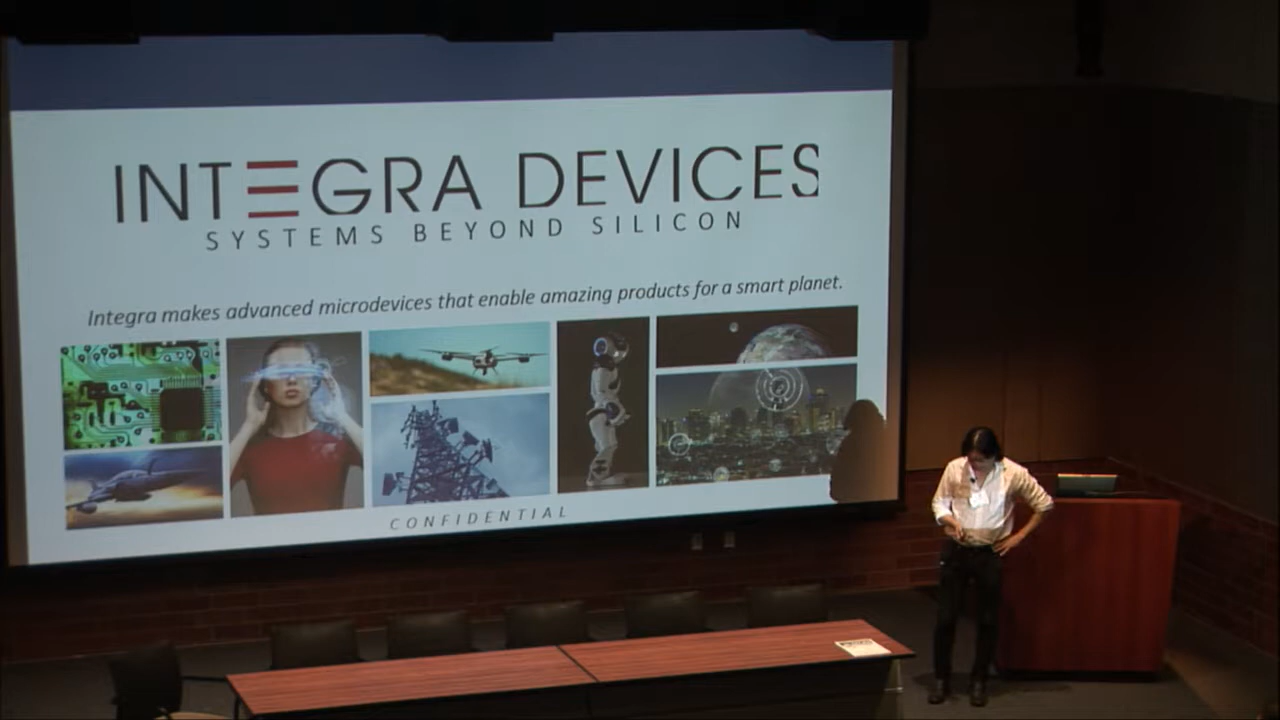 INTEGRA DEVICES
SYSTEMS BEYOND SILICON
Integra makes advanced microdevices that enable amazing products for a smart planet.
CONFIDENTIAL